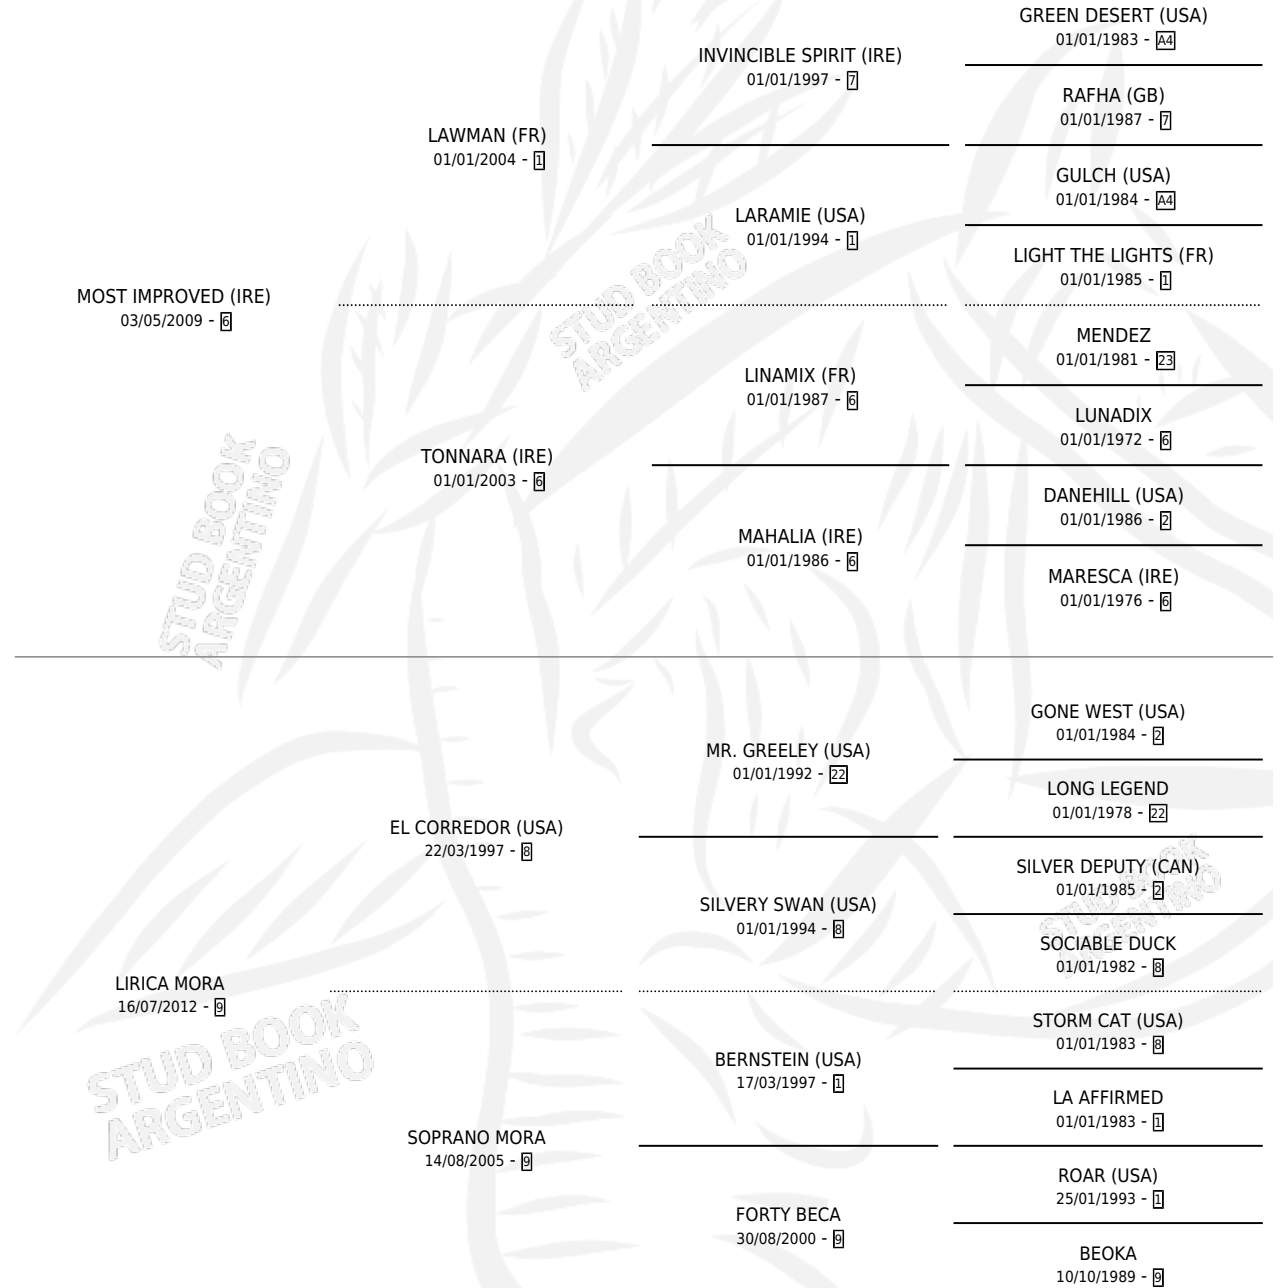 GREEN DESERT (USA)
01/01/1983 - A4
INVINCIBLE SPIRIT (IRE)
01/01/1997 - 7
RAFHA (GB)
01/01/1987 - 7
LAWMAN (FR)
01/01/2004 - 1
GULCH (USA)
01/01/1984 - A4
LARAMIE (USA)
01/01/1994 - 1
LIGHT THE LIGHTS (FR)
01/01/1985 - 1
STUD BOOK
ARGENTINO
MOST IMPROVED (IRE)
03/05/2009 - 6
MENDEZ
01/01/1981 - 23
LINAMIX (FR)
01/01/1987 - 6
LUNADIX
01/01/1972 - 6
TONNARA (IRE)
01/01/2003 - 6
DANEHILL (USA)
01/01/1986 - 2
MAHALIA (IRE)
01/01/1986 - 6
MARESCA (IRE)
01/01/1976 - 6
STUD BOOK
ARGENTINO
GONE WEST (USA)
01/01/1984 - 2
MR. GREELEY (USA)
01/01/1992 - 22
LONG LEGEND
01/01/1978 - 22
EL CORREDOR (USA)
22/03/1997 - 8
SILVER DEPUTY (CAN)
01/01/1985 - 2
SILVERY SWAN (USA)
01/01/1994 - 8
STUD BOOK
ARGENTINO
SOCIABLE DUCK
01/01/1982 - 8
LIRICA MORA
16/07/2012 - 9
STORM CAT (USA)
01/01/1983 - 8
BERNSTEIN (USA)
17/03/1997 - 1
LA AFFIRMED
01/01/1983 - 1
STUD BOOK
ARGENTINO
SOPRANO MORA
14/08/2005 - 9
ROAR (USA)
25/01/1993 - 1
FORTY BECA
30/08/2000 - 9
BEOKA
10/10/1989 - 9